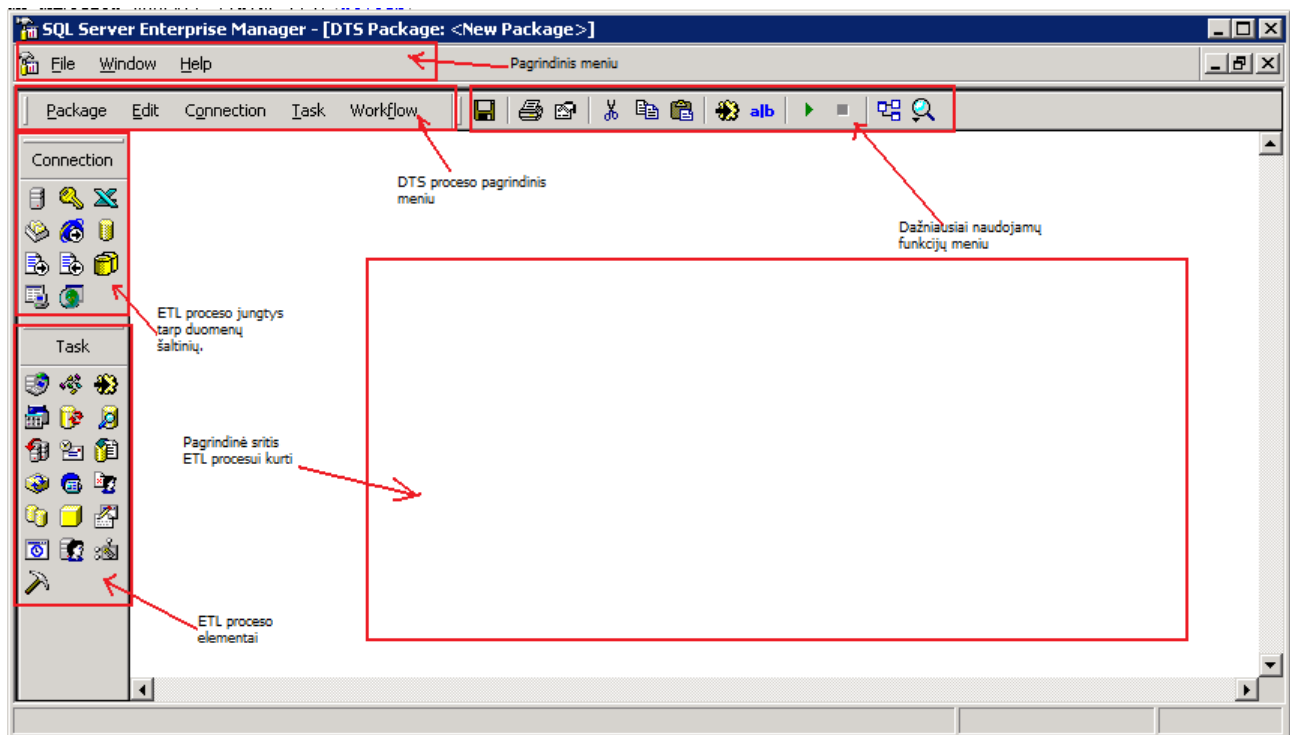 SQL Server Enterprise Manager - [DTS Package: <New Package>]
File Window Help
Pagrindinis meniu
Package Edit Connection Task Workflow
a|b
Connection
DTS proceso pagrindinis
meniu
Dažniausiai naudojamų
funkcijų meniu
ETL proceso jungtys
tarp duomenų
šaltinių.
Task
Pagrindinė sritis
ETL procesui kurti
ETL proceso
elementai